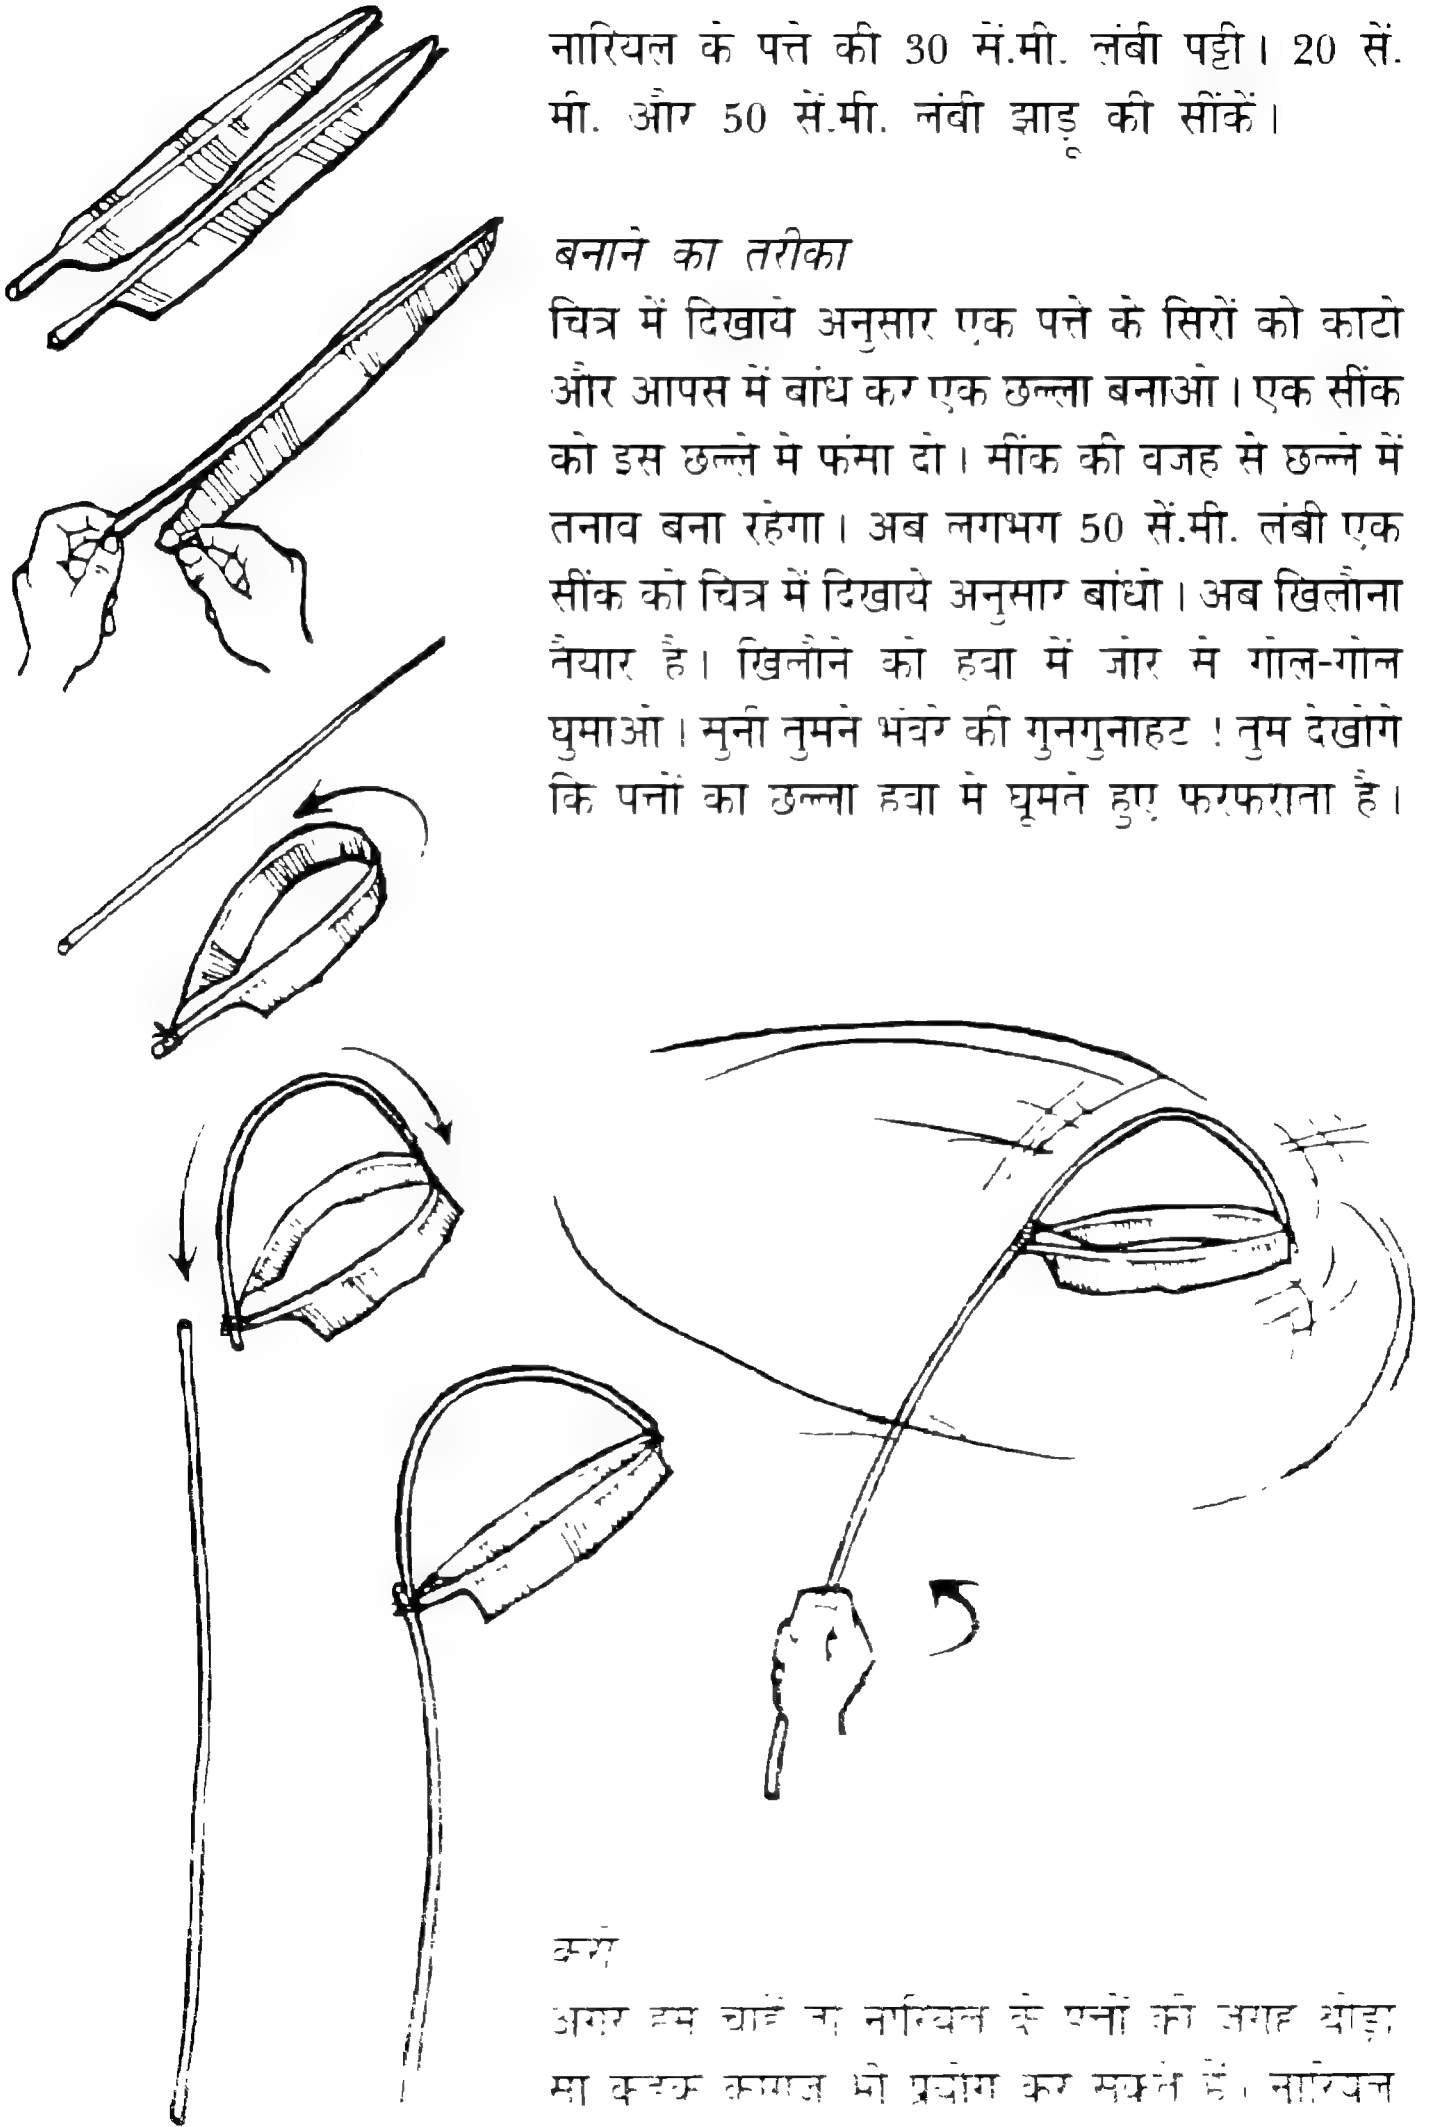 नारियल के पत्ते की 30 सें.मी. लंबी पट्टी। 20 सें.
मी. और 50 सें.मी. लंबी झाड़ू की सींकें।
बनाने का तरीका
चित्र में दिखाये अनुसार एक पत्ते के सिरों को काटो
और आपस में बांध कर एक छल्ला बनाओ। एक सींक
को इस छल्ले में फंसा दो। सींक की वजह से छल्ले में
तनाव बना रहेगा। अब लगभग 50 सें.मी. लंबी एक
सींक को चित्र में दिखाये अनुसार बांधो। अब खिलौना
तैयार है। खिलौने को हवा में जोर से गोल-गोल
घुमाओ। सुनी तुमने भंवरे की गुनगुनाहट ! तुम देखोगे
कि पत्तों का छल्ला हवा में घूमते हुए फरफराता है।
करो
अगर हम चाहें तो नारियल के पत्तों की जगह थोड़ा
सा कड़क कागज भी प्रयोग कर सकते हैं। नारियल